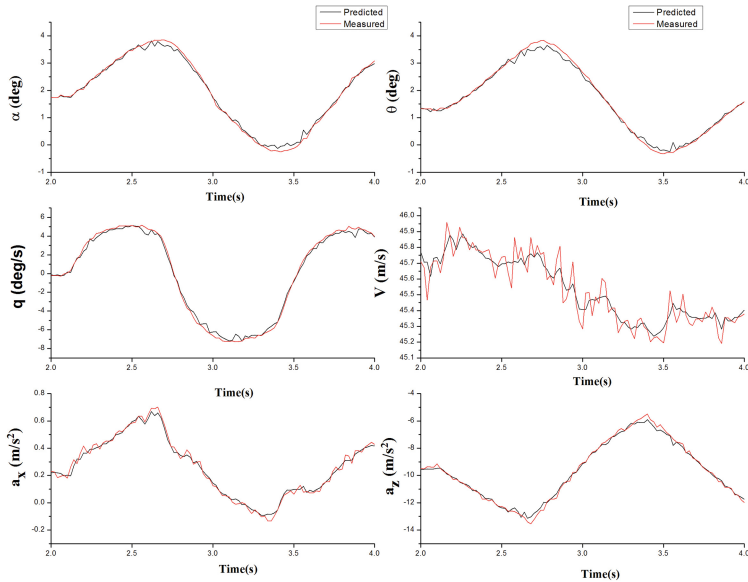 Predicted
Measured
α (deg)
4
3
2
1
0
-1
2.0 2.5 3.0 3.5 4.0
Time(s)
Predicted
Measured
θ (deg)
4
3
2
1
0
-1
2.0 2.5 3.0 3.5 4.0
Time(s)
q (deg/s)
6
4
2
0
-2
-4
-6
-8
2.0 2.5 3.0 3.5 4.0
Time(s)
V (m/s)
46.0
45.9
45.8
45.7
45.6
45.5
45.4
45.3
45.2
45.1
2.0 2.5 3.0 3.5 4.0
Time(s)
a_x (m/s²)
0.8
0.6
0.4
0.2
0.0
-0.2
2.0 2.5 3.0 3.5 4.0
Time(s)
a_z (m/s²)
-4
-6
-8
-10
-12
-14
2.0 2.5 3.0 3.5 4.0
Time(s)